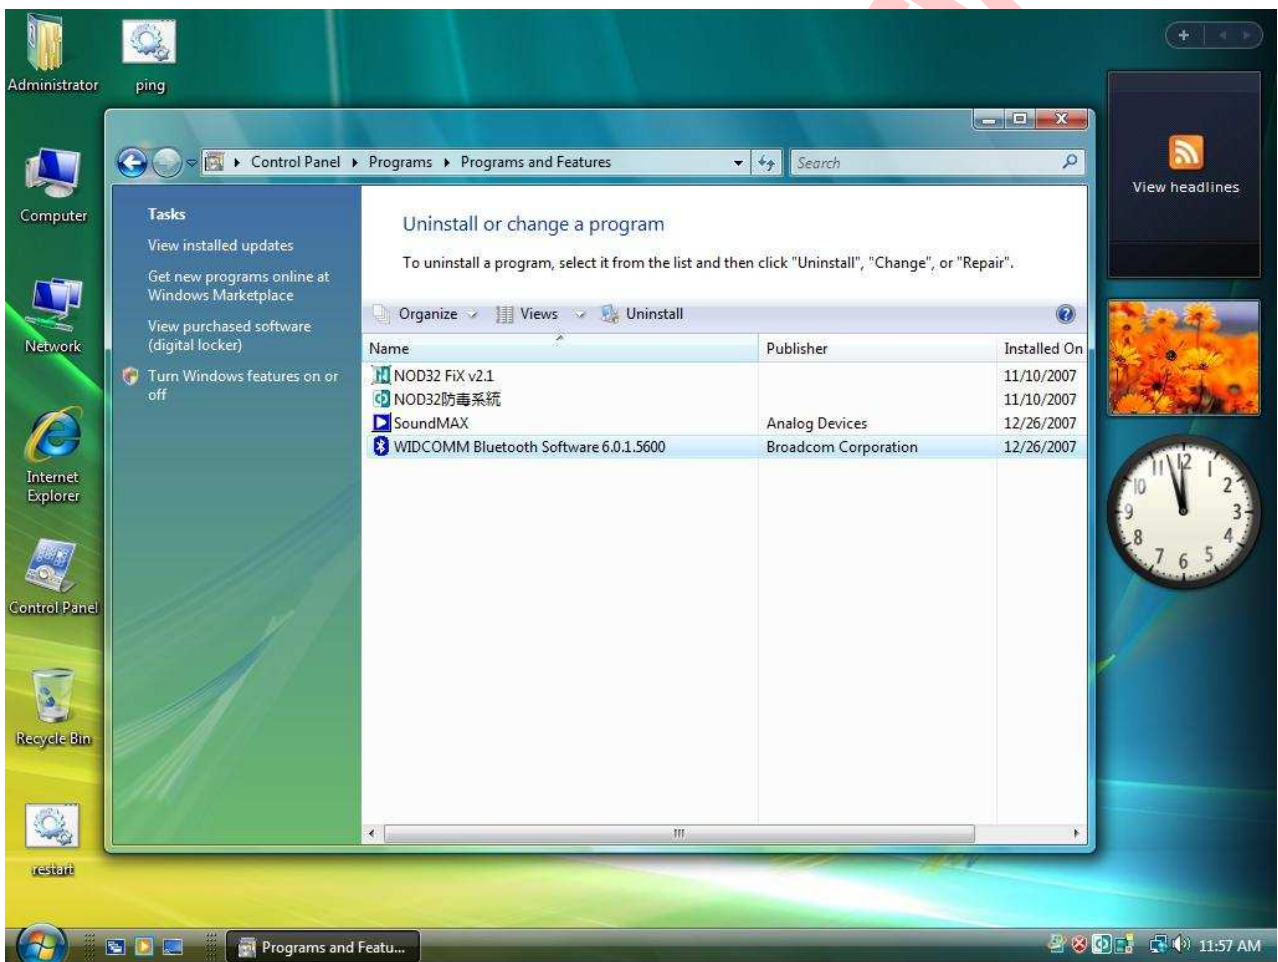 Administrator
ping
Computer
Network
Internet
Explorer
Control Panel
Recycle Bin
restart
Control Panel
Programs
Programs and Features
Search
Tasks
View installed updates
Get new programs online at
Windows Marketplace
View purchased software
(digital locker)
Turn Windows features on or
off
Uninstall or change a program
To uninstall a program, select it from the list and then click "Uninstall", "Change", or "Repair".
Organize
Views
Uninstall
Name Publisher Installed On
NOD32 FiX v2.1 11/10/2007
NOD32防毒系統 11/10/2007
SoundMAX Analog Devices 12/26/2007
WIDCOMM Bluetooth Software 6.0.1.5600 Broadcom Corporation 12/26/2007
View headlines
11 12 1
10 2
9 3
8 4
7 6 5
Programs and Featu...
11:57 AM